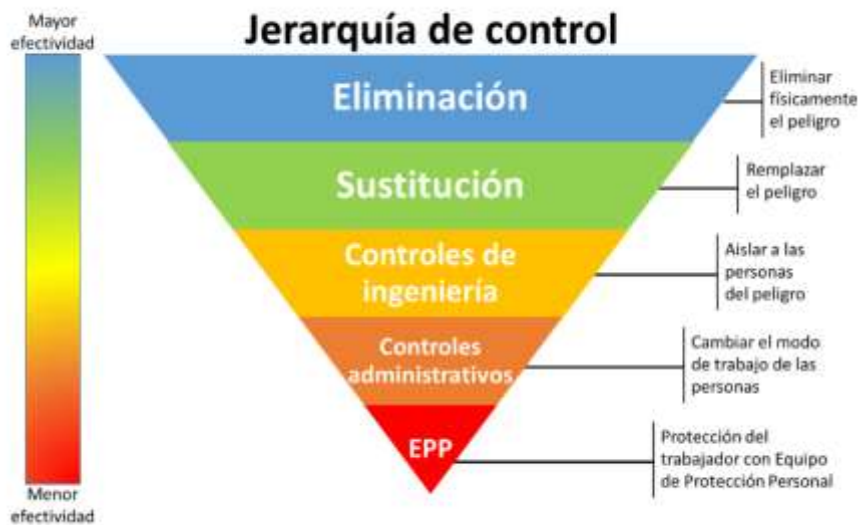 Mayor
efectividad
Jerarquía de control
Eliminación
Eliminar
físicamente
el peligro
Sustitución
Remplazar
el peligro
Controles de
ingeniería
Aislar a las
personas
del peligro
Controles
administrativos
Cambiar el modo
de trabajo de las
personas
EPP
Protección del
trabajador con Equipo
de Protección Personal
Menor
efectividad